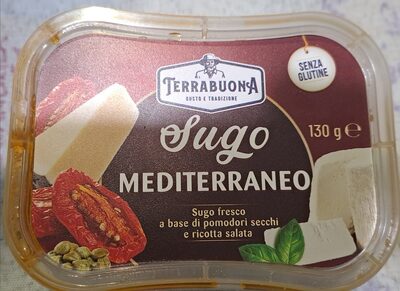 TERRABUONA
GUSTO E TRADIZIONE
SENZA
GLUTINE
Sugo
130 g ℮
MEDITERRANEO
Sugo fresco
a base di pomodori secchi
e ricotta salata